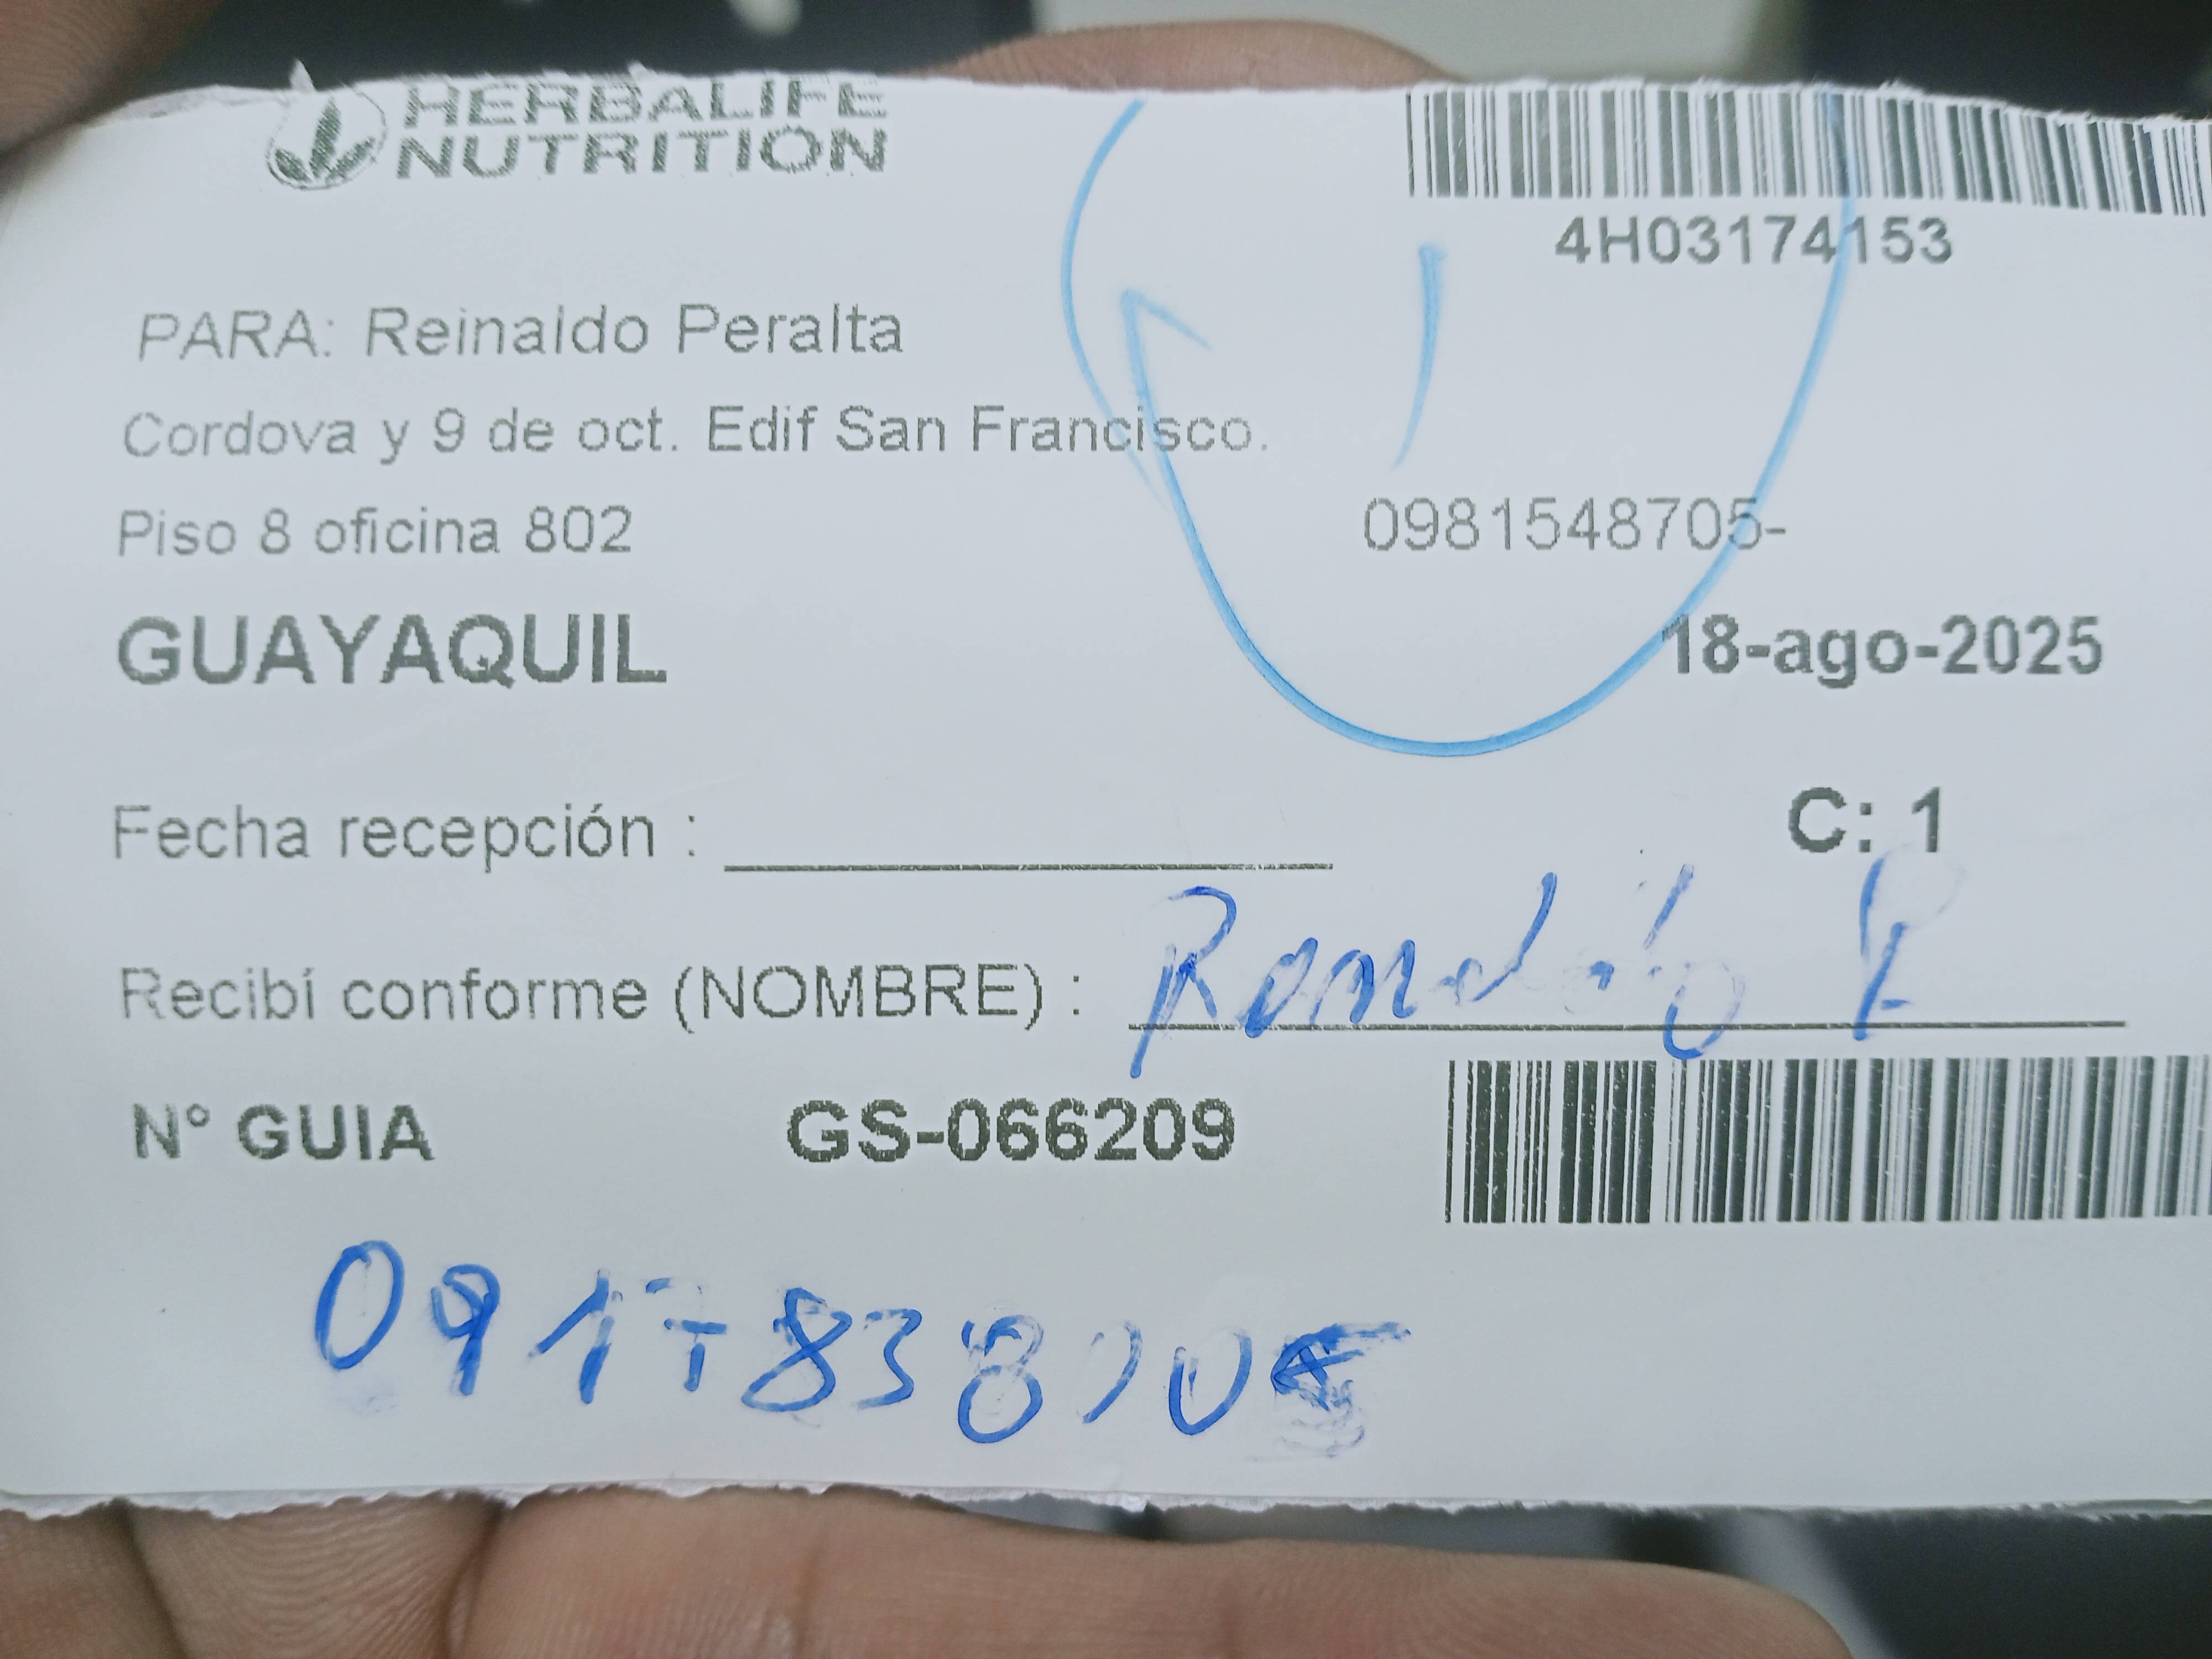 HERBALIFE
NUTRITION
4H03174153
PARA: Reinaldo Peralta
Cordova y 9 de oct. Edif San Francisco.
Piso 8 oficina 802
0981548705-
GUAYAQUIL
18-ago-2025
C: 1
Fecha recepción :
Recibí conforme (NOMBRE) :
N° GUIA GS-066209